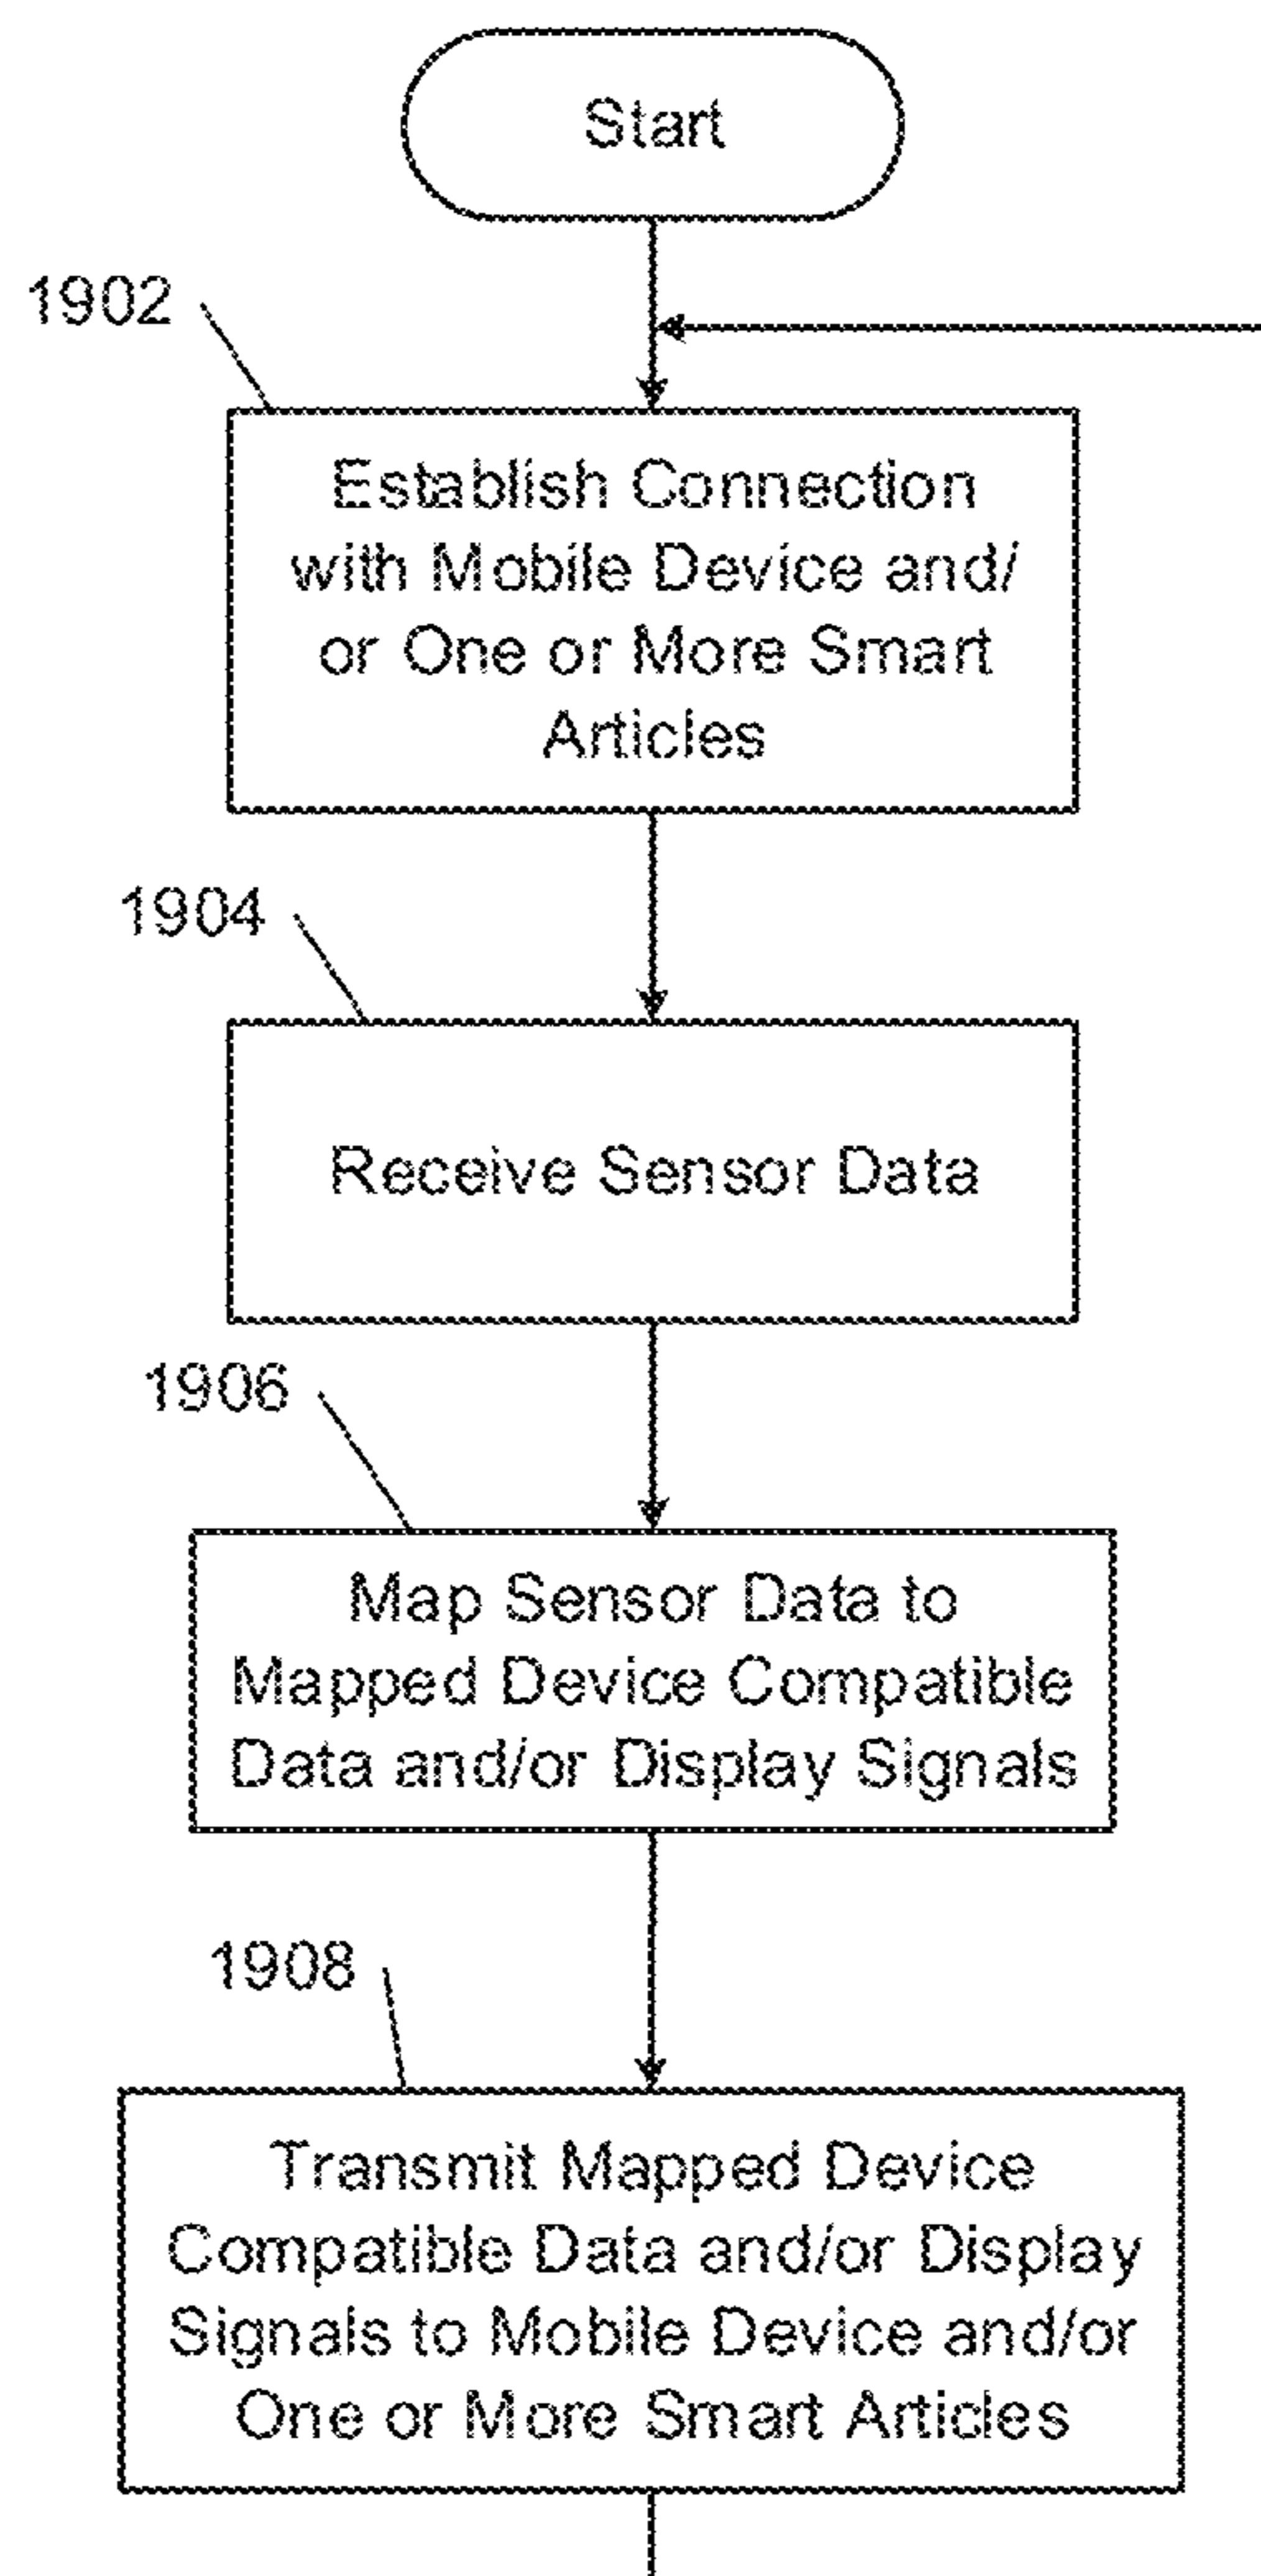 Start
1902
Establish Connection
with Mobile Device and/
or One or More Smart
Articles
1904
Receive Sensor Data
1906
Map Sensor Data to
Mapped Device Compatible
Data and/or Display Signals
1908
Transmit Mapped Device
Compatible Data and/or Display
Signals to Mobile Device and/or
One or More Smart Articles